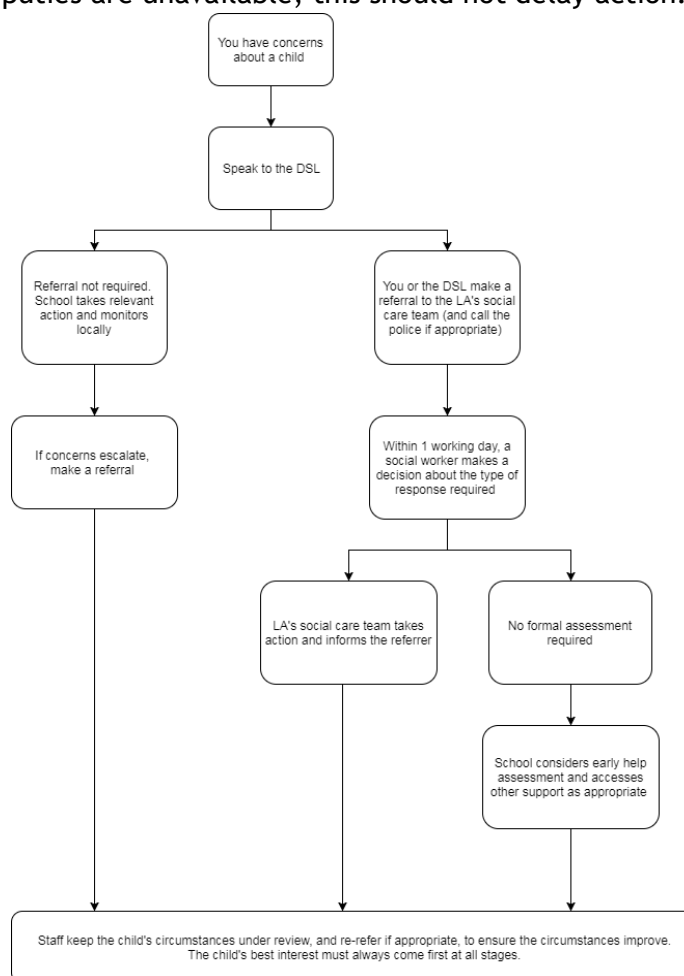 puties are unavailable, this should not delay action.
You have concerns
about a child
Speak to the DSL
Referral not required.
School takes relevant
action and monitors
locally
You or the DSL make a
referral to the LA's social
care team (and call the
police if appropriate)
If concerns escalate,
make a referral
Within 1 working day, a
social worker makes a
decision about the type of
response required
LA's social care team takes
action and informs the referrer
No formal assessment
required
School considers early help
assessment and accesses
other support as appropriate
Staff keep the child's circumstances under review, and re-refer if appropriate, to ensure the circumstances improve.
The child's best interest must always come first at all stages.